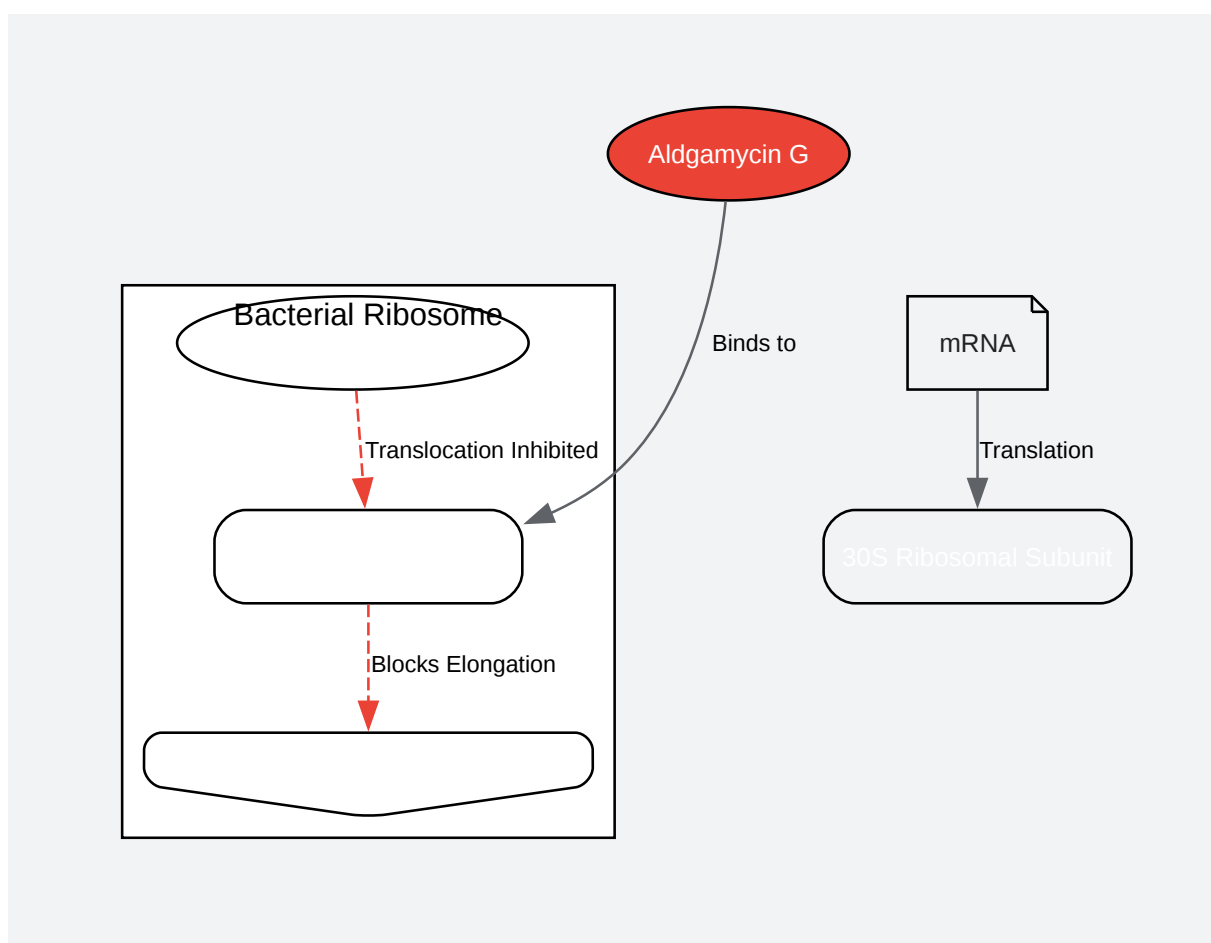 Aldgamycin G
Bacterial Ribosome
Binds to
mRNA
Translocation Inhibited
Translation
30S Ribosomal Subunit
Blocks Elongation